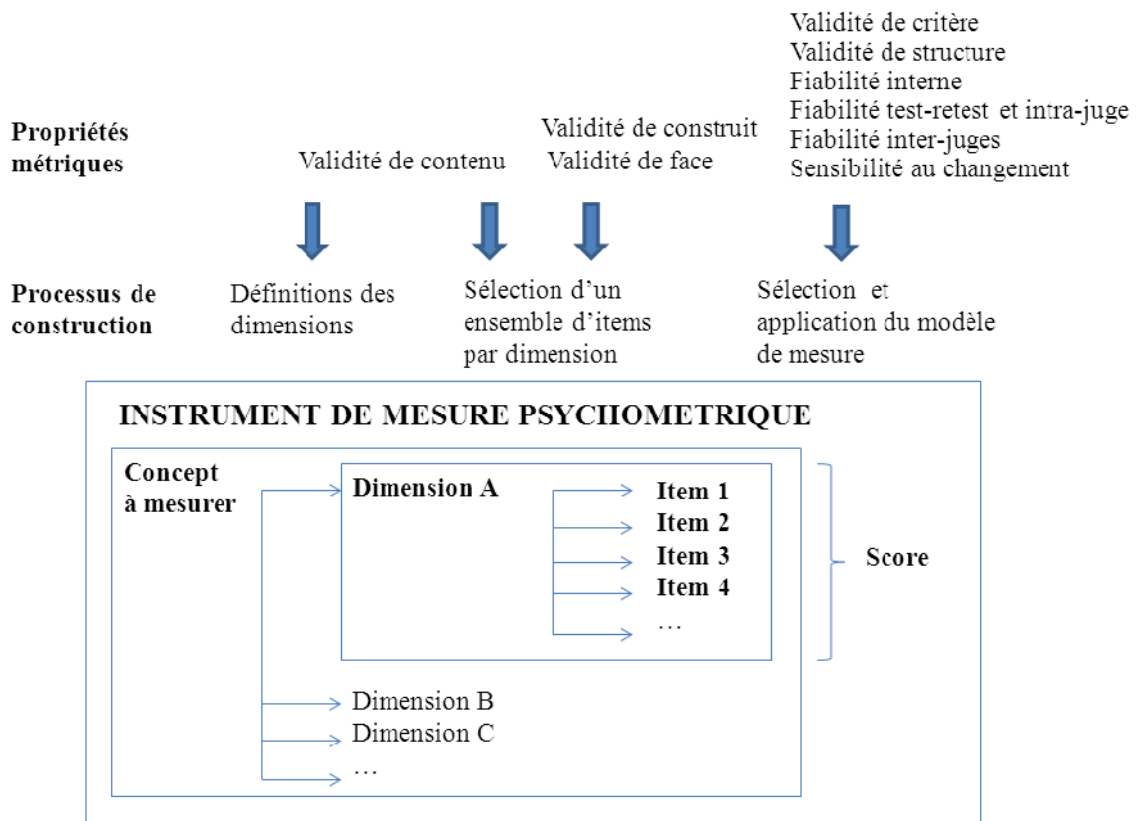 Validité de critère
Validité de structure
Fiabilité interne
Fiabilité test-retest et intra-juge
Fiabilité inter-juges
Sensibilité au changement
Propriétés
métriques
Validité de contenu
Validité de construit
Validité de face
Processus de
construction
Définitions des
dimensions
Sélection d’un
ensemble d’items
par dimension
Sélection et
application du modèle
de mesure
INSTRUMENT DE MESURE PSYCHOMETRIQUE
Concept
à mesurer
Dimension A
Item 1
Item 2
Item 3
Item 4
…
Score
Dimension B
Dimension C
…